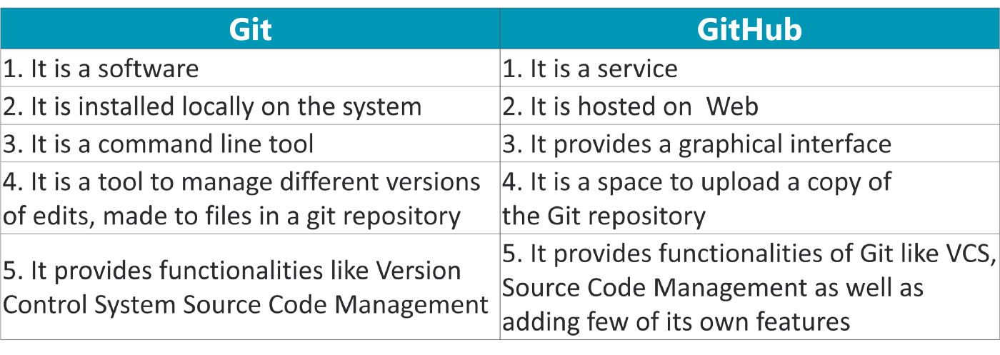 Git
GitHub
1. It is a software
1. It is a service
2. It is installed locally on the system
2. It is hosted on  Web
3. It is a command line tool
3. It provides a graphical interface
4. It is a tool to manage different versions
of edits, made to files in a git repository
4. It is a space to upload a copy of
the Git repository
5. It provides functionalities like Version
Control System Source Code Management
5. It provides functionalities of Git like VCS,
Source Code Management as well as
adding few of its own features